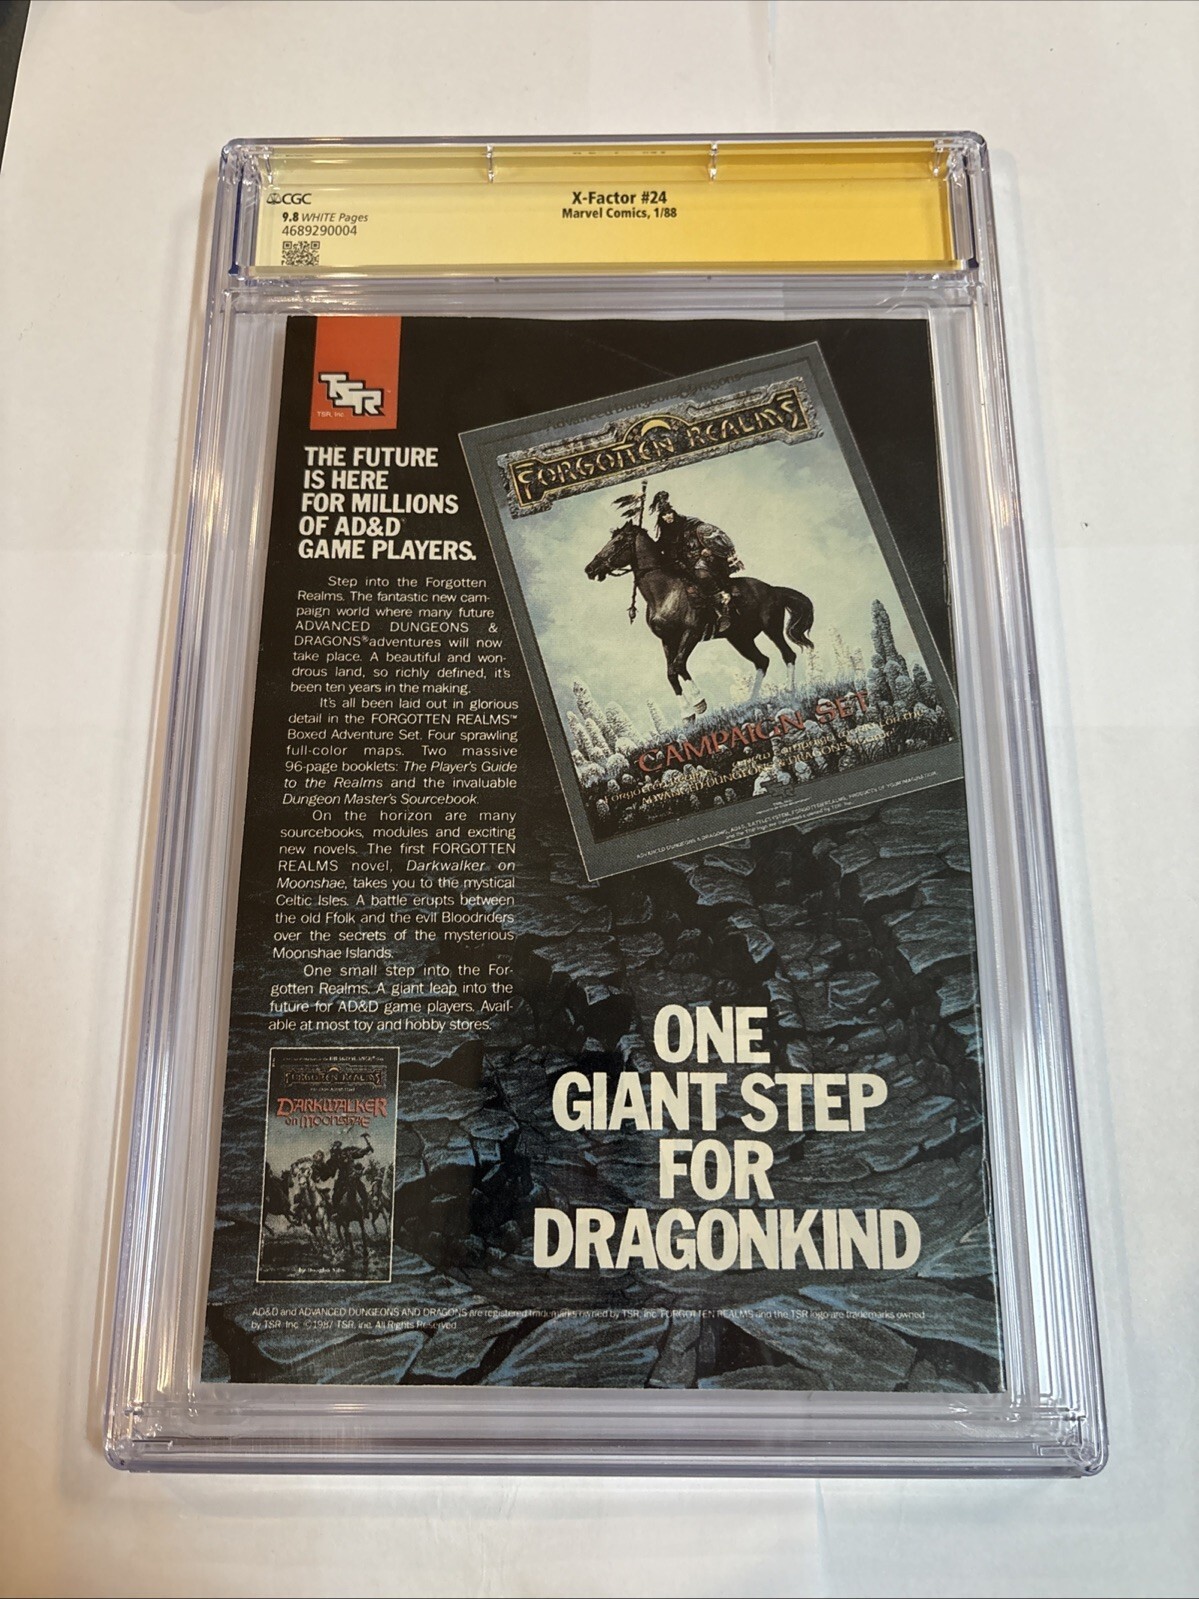 CGC
9.8 WHITE Pages
4689290004
X-Factor #24
Marvel Comics, 1/88
TSR
TSR, Inc.
THE FUTURE
IS HERE
FOR MILLIONS
OF AD&D
GAME PLAYERS.
Step into the Forgotten
Realms. The fantastic new cam-
paign world where many future
ADVANCED DUNGEONS &
DRAGONS® adventures will now
take place. A beautiful and won-
drous land, so richly defined, it's
been ten years in the making.
It's all been laid out in glorious
detail in the FORGOTTEN REALMS™
Boxed Adventure Set. Four sprawling
full-color maps. Two massive
96-page booklets: The Player's Guide
to the Realms and the invaluable
Dungeon Master's Sourcebook.
On the horizon are many
sourcebooks, modules and exciting
new novels. The first FORGOTTEN
REALMS novel, Darkwalker on
Moonshae, takes you to the mystical
Celtic Isles. A battle erupts between
the old Ffolk and the evil Bloodriders
over the secrets of the mysterious
Moonshae Islands.
One small step into the For-
gotten Realms. A giant leap into the
future for AD&D game players. Avail-
able at most toy and hobby stores.
Advanced Dungeons & Dragons
FORGOTTEN REALMS
CAMPAIGN SET
ADVANCED DUNGEONS & DRAGONS
FORGOTTEN REALMS
DARKWALKER
on MOONSHAE
by Douglas Niles
ONE
GIANT STEP
FOR
DRAGONKIND
AD&D and ADVANCED DUNGEONS AND DRAGONS are registered trademarks owned by TSR, Inc. FORGOTTEN REALMS and the TSR logo are trademarks owned
by TSR, Inc. ©1987 TSR, Inc. All Rights Reserved